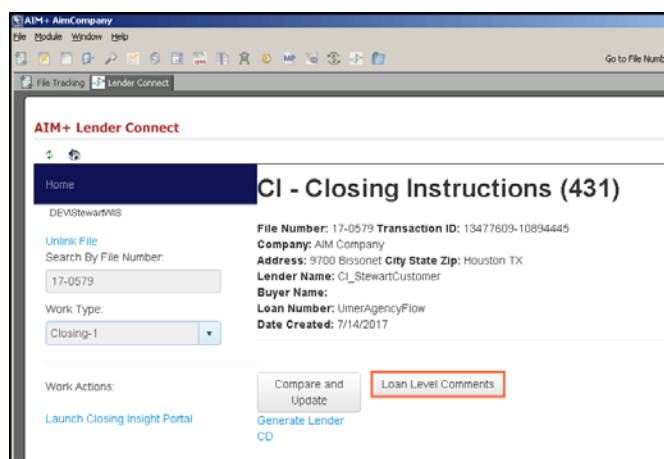 AIM+ AimCompany
File Module Window Help
Go to File Numb
File Tracking Lender Connect
AIM+ Lender Connect
Home
DEV\StewartWIS
Unlink File
Search By File Number:
17-0579
Work Type:
Closing-1
Work Actions:
Launch Closing Insight Portal
CI - Closing Instructions (431)
File Number: 17-0579 Transaction ID: 13477609-10894445
Company: AIM Company
Address: 9700 Bissonet City State Zip: Houston TX
Lender Name: CI_StewartCustomer
Buyer Name:
Loan Number: UmerAgencyFlow
Date Created: 7/14/2017
Compare and
Update
Loan Level Comments
Generate Lender
CD